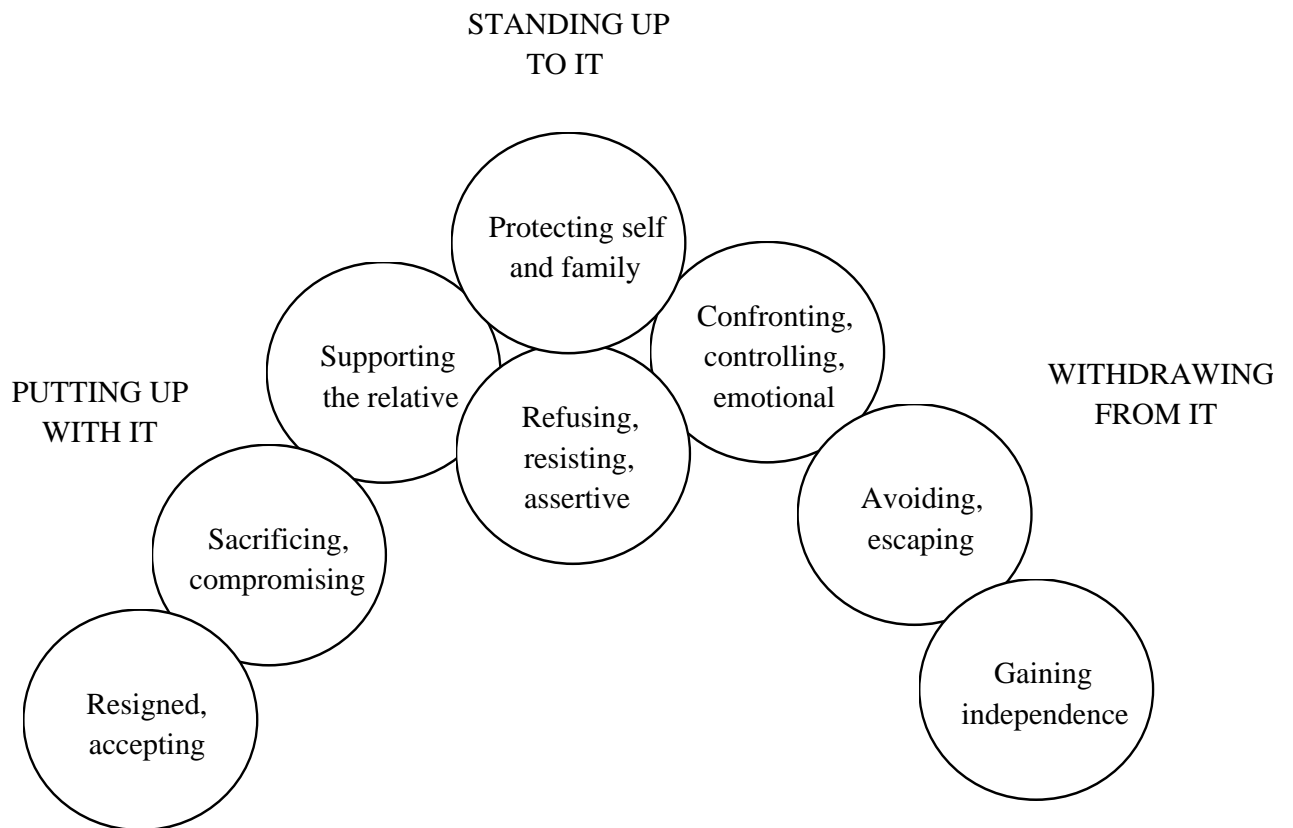 STANDING UP
TO IT
Protecting self
and family
Supporting
the relative
Confronting,
controlling,
emotional
PUTTING UP
WITH IT
WITHDRAWING
FROM IT
Refusing,
resisting,
assertive
Sacrificing,
compromising
Avoiding,
escaping
Resigned,
accepting
Gaining
independence